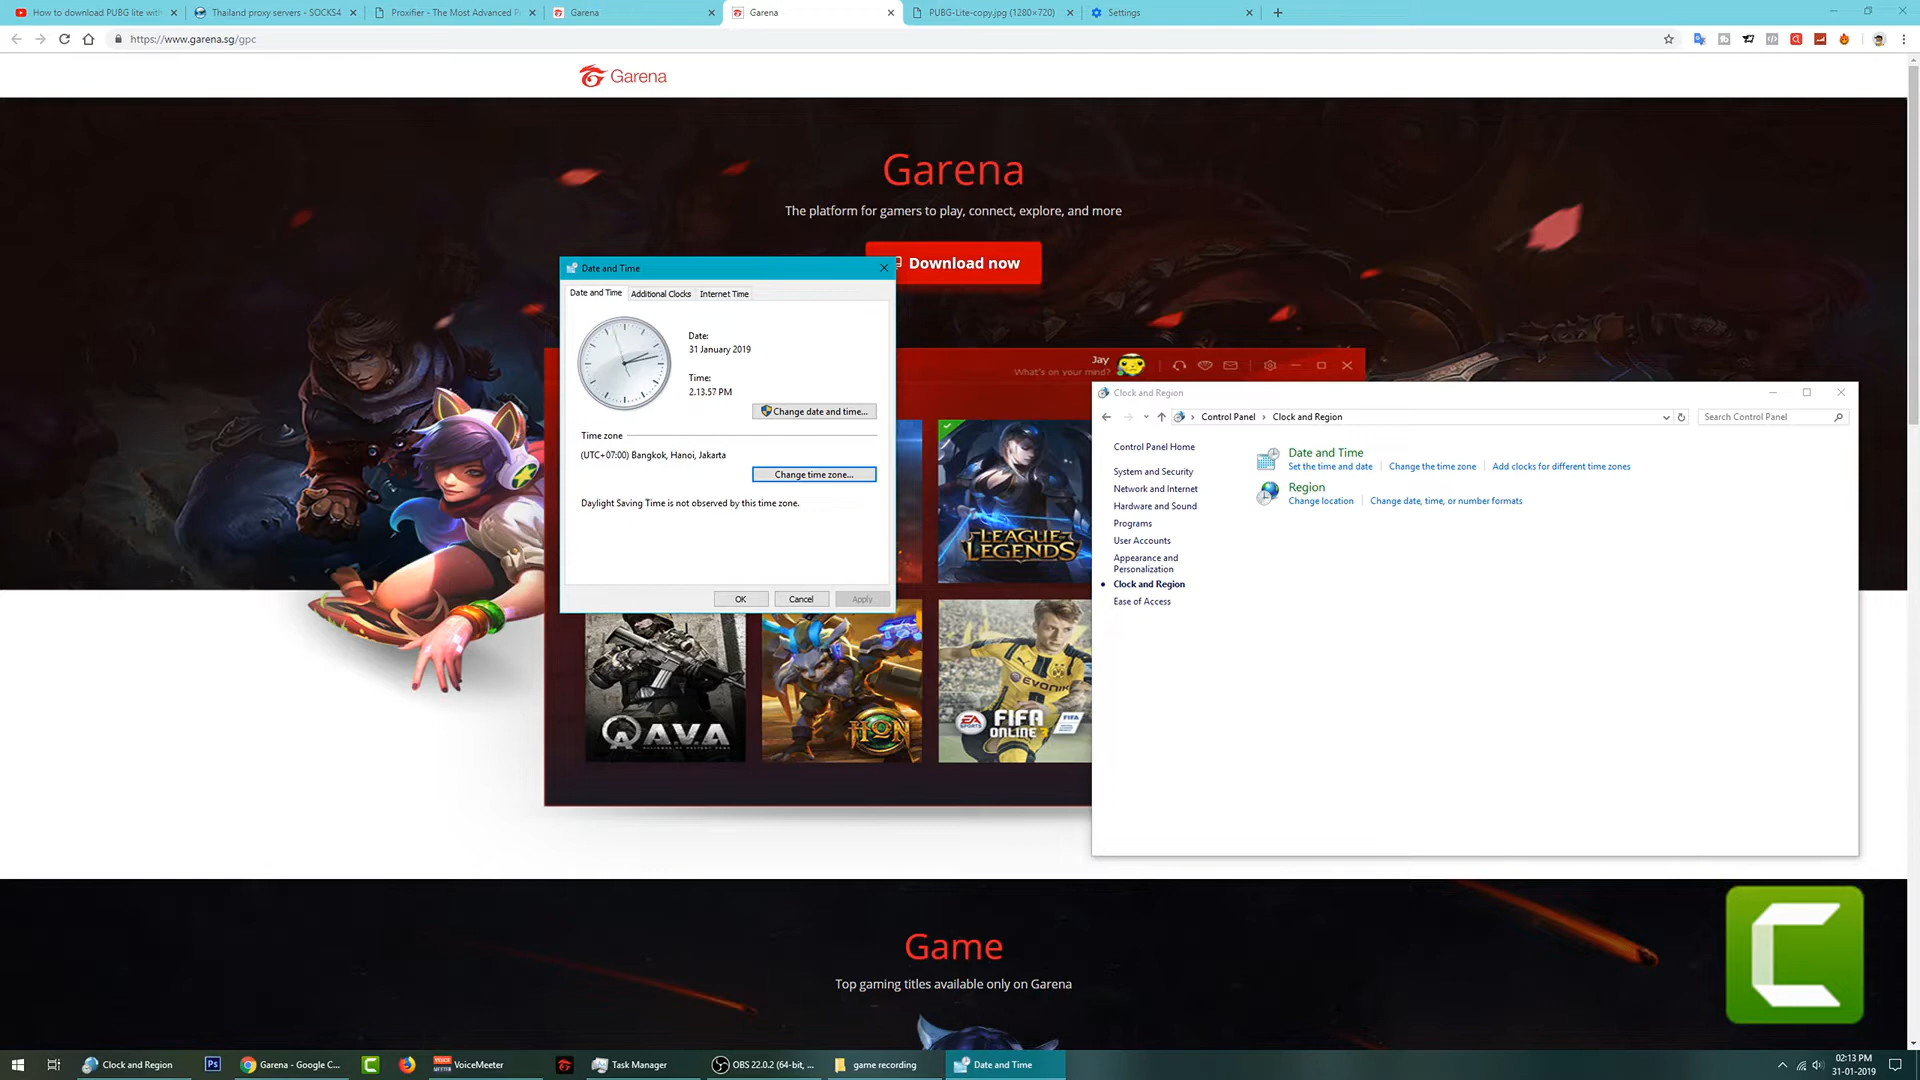 How to download PUBG lite with
Thailand proxy servers - SOCKS4
Proxifier - The Most Advanced P
Garena
Garena
PUBG-Lite-copy.jpg (1280×720)
Settings
https://www.garena.sg/gpc
Garena
Garena
The platform for gamers to play, connect, explore, and more
Download now
Date and Time
Date and Time
Additional Clocks
Internet Time
Date:
31 January 2019
Time:
2.13.57 PM
Change date and time...
Time zone
(UTC+07:00) Bangkok, Hanoi, Jakarta
Change time zone...
Daylight Saving Time is not observed by this time zone.
OK
Cancel
Apply
Jay
What's on your mind?
LEAGUE of
LEGENDS
A.V.A
HON
EVONIK
EA SPORTS
FIFA
ONLINE 3
FIFA
Clock and Region
Control Panel
Clock and Region
Search Control Panel
Control Panel Home
System and Security
Network and Internet
Hardware and Sound
Programs
User Accounts
Appearance and
Personalization
Clock and Region
Ease of Access
Date and Time
Set the time and date
Change the time zone
Add clocks for different time zones
Region
Change location
Change date, time, or number formats
Game
Top gaming titles available only on Garena
Clock and Region
Ps
Garena - Google C...
VoiceMeeter
Task Manager
OBS 22.0.2 (64-bit, ...
game recording
Date and Time
02:13 PM
31-01-2019